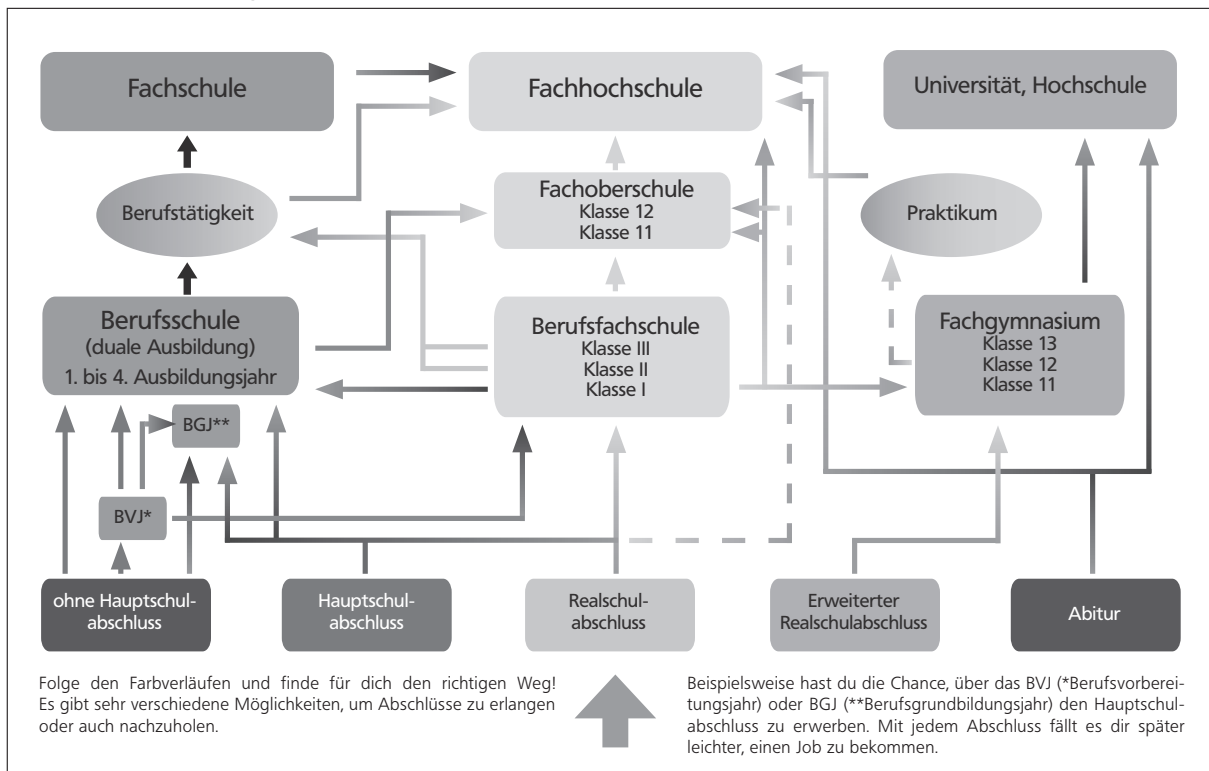 Fachschule
Fachhochschule
Universität, Hochschule
Berufstätigkeit
Fachoberschule
Klasse 12
Klasse 11
Praktikum
Berufsschule
(duale Ausbildung)
1. bis 4. Ausbildungsjahr
Berufsfachschule
Klasse III
Klasse II
Klasse I
Fachgymnasium
Klasse 13
Klasse 12
Klasse 11
BGJ**
BVJ*
ohne Hauptschul-
abschluss
Hauptschul-
abschluss
Realschul-
abschluss
Erweiterter
Realschulabschluss
Abitur
Folge den Farbverläufen und finde für dich den richtigen Weg!
Es gibt sehr verschiedene Möglichkeiten, um Abschlüsse zu erlangen
oder auch nachzuholen.
Beispielsweise hast du die Chance, über das BVJ (*Berufsvorberei-
tungsjahr) oder BGJ (**Berufsgrundbildungsjahr) den Hauptschul-
abschluss zu erwerben. Mit jedem Abschluss fällt es dir später
leichter, einen Job zu bekommen.